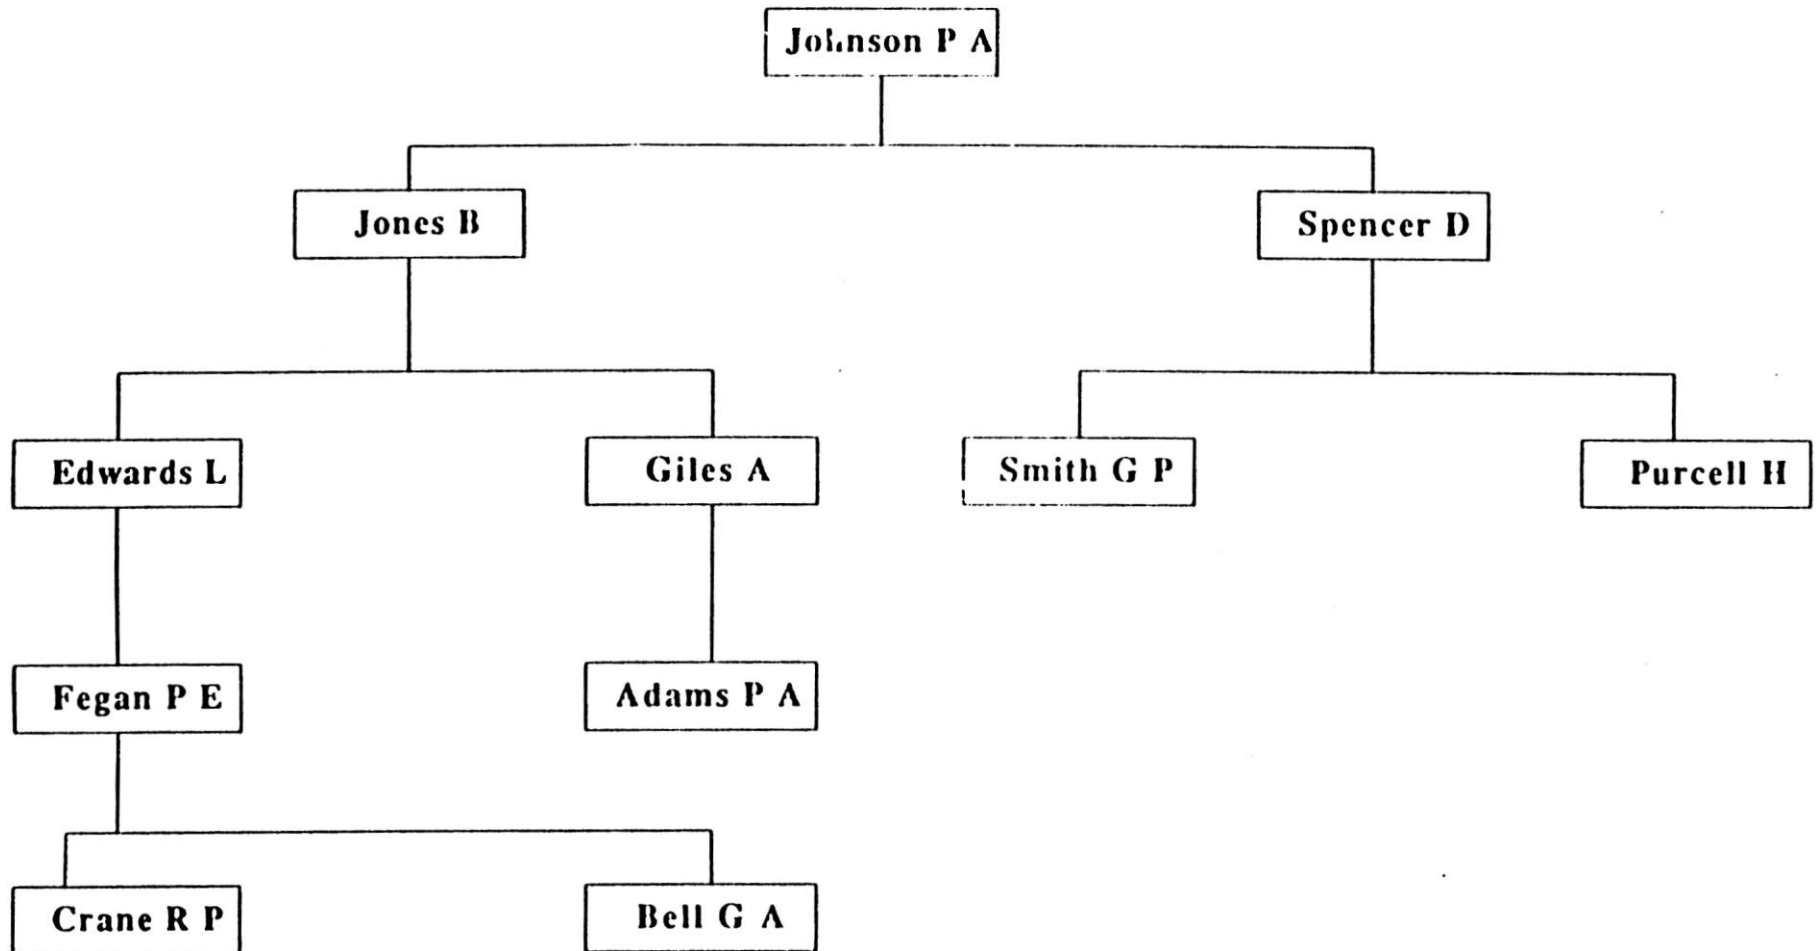 Johnson P A
Jones B
Spencer D
Edwards L
Giles A
Smith G P
Purcell H
Fegan P E
Adams P A
Crane R P
Bell G A